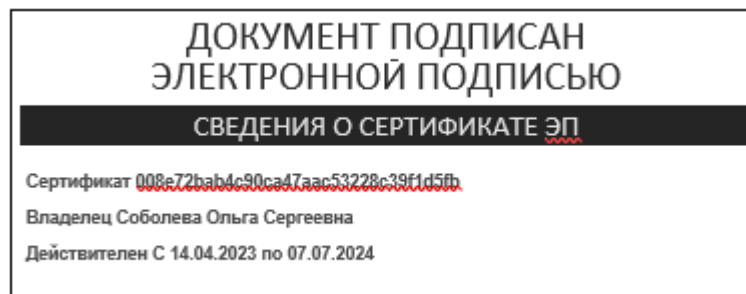 ДОКУМЕНТ ПОДПИСАН
ЭЛЕКТРОННОЙ ПОДПИСЬЮ
СВЕДЕНИЯ О СЕРТИФИКАТЕ ЭП
Сертификат 008e72bab4c90ca47aac53228c39f1d5fb
Владелец Соболева Ольга Сергеевна
Действителен С 14.04.2023 по 07.07.2024